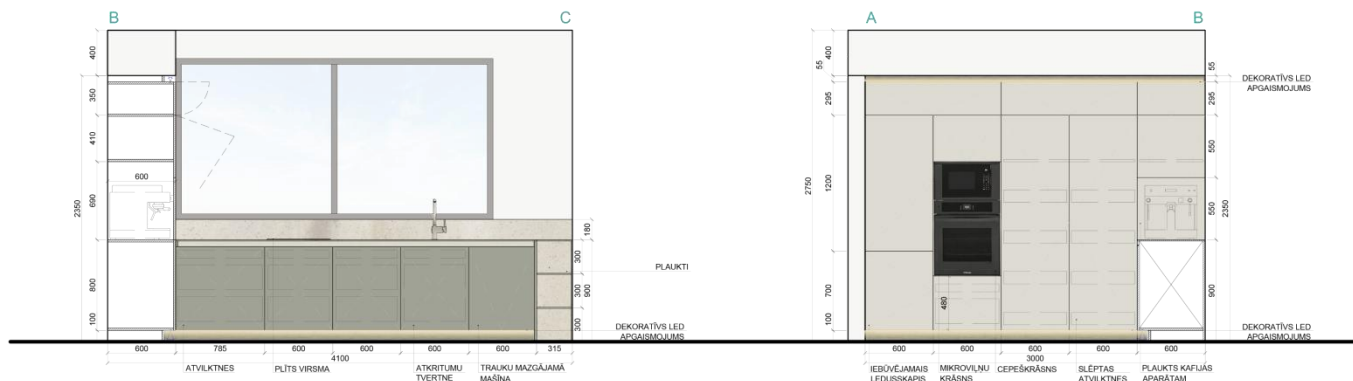 B
C
A
B
400
350
410
600
690
2350
800
100
180
300
300
900
300
PLAUKTI
DEKORATĪVS LED
APGAISMOJUMS
600
785
600
600
600
600
315
4100
ATVILKTNES
PLĪTS VIRSMA
ATKRITUMU
TVERTNE
TRAUKU MAZGĀJAMĀ
MAŠĪNA
400
55
295
2750
1200
700
100
480
55
295
550
550
2350
900
DEKORATĪVS LED
APGAISMOJUMS
DEKORATĪVS LED
APGAISMOJUMS
600
600
600
600
600
3000
IEBŪVĒJAMAIS
LEDUSSKAPIS
MIKROVIĻŅU
KRĀSNS
CEPEŠKRĀSNS
SLĒPTAS
ATVILKTNES
PLAUKTS KAFIJAS
APARĀTAM